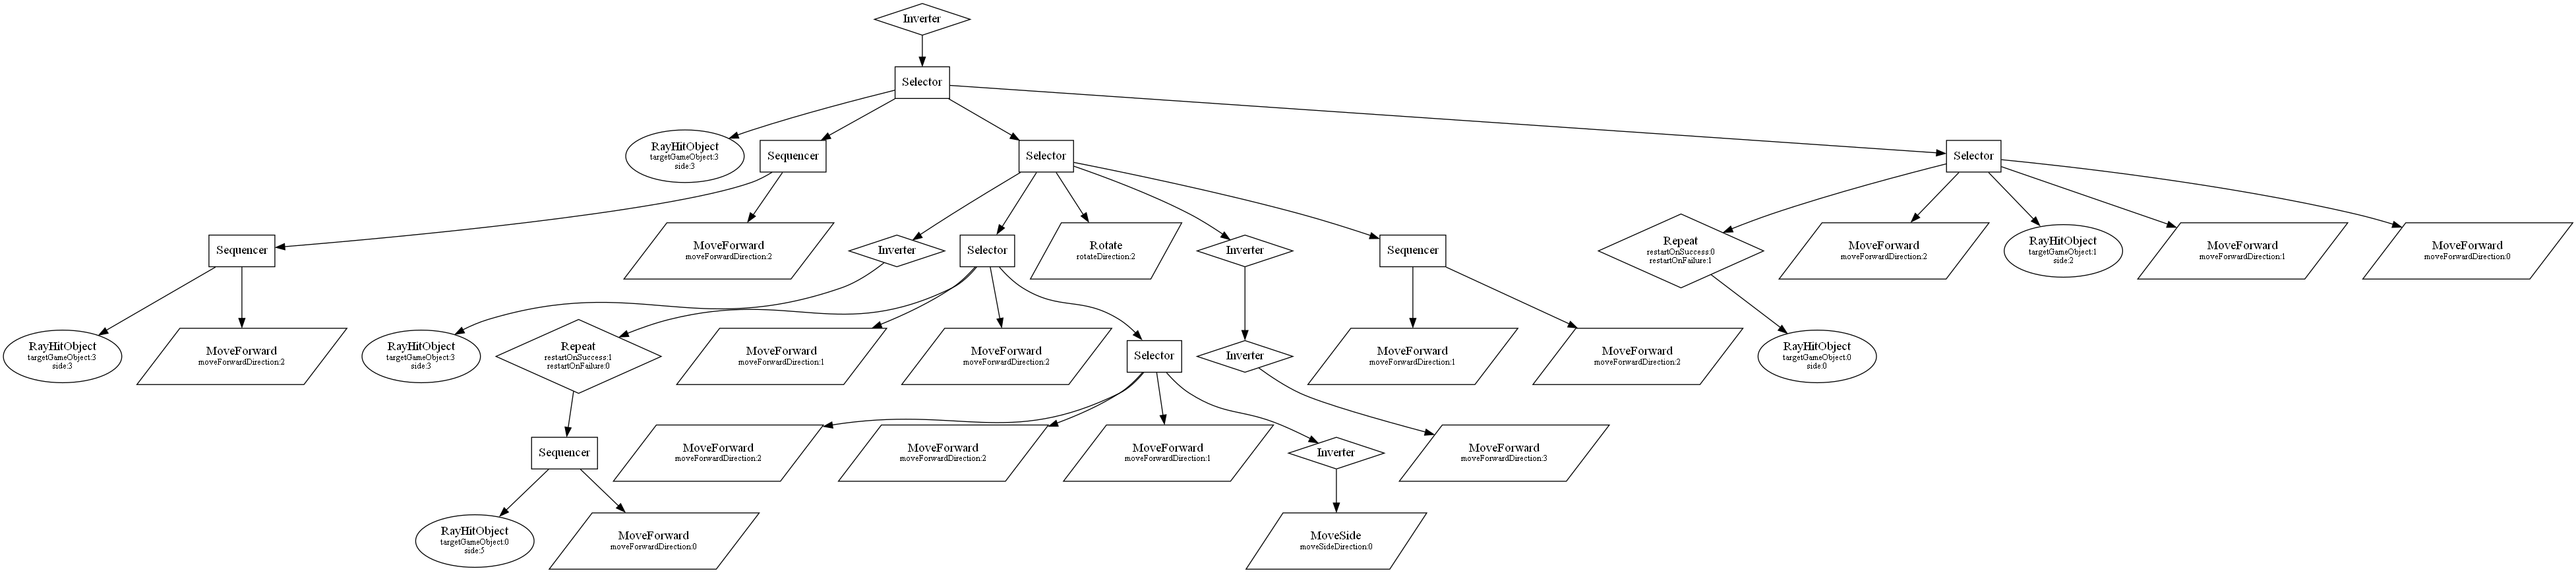 Inverter
Selector
RayHitObject
targetGameObject:3
side:3
Sequencer
Selector
Selector
Sequencer
MoveForward
moveForwardDirection:2
Inverter
Selector
Rotate
rotateDirection:2
Inverter
Sequencer
Repeat
restartOnSuccess:0
restartOnFailure:1
MoveForward
moveForwardDirection:2
RayHitObject
targetGameObject:1
side:2
MoveForward
moveForwardDirection:1
MoveForward
moveForwardDirection:0
RayHitObject
targetGameObject:3
side:3
MoveForward
moveForwardDirection:2
RayHitObject
targetGameObject:3
side:3
Repeat
restartOnSuccess:1
restartOnFailure:0
MoveForward
moveForwardDirection:1
MoveForward
moveForwardDirection:2
Selector
Inverter
MoveForward
moveForwardDirection:1
MoveForward
moveForwardDirection:2
RayHitObject
targetGameObject:0
side:0
Sequencer
MoveForward
moveForwardDirection:2
MoveForward
moveForwardDirection:2
MoveForward
moveForwardDirection:1
Inverter
MoveForward
moveForwardDirection:3
RayHitObject
targetGameObject:0
side:5
MoveForward
moveForwardDirection:0
MoveSide
moveSideDirection:0